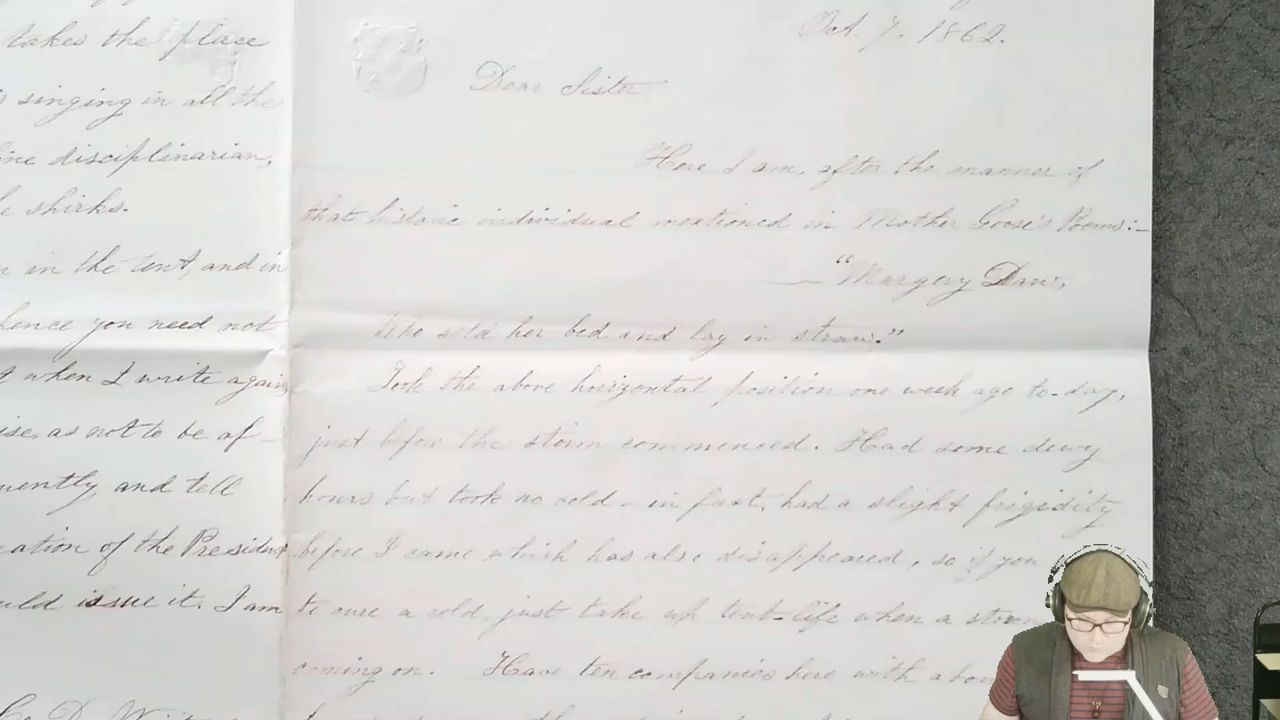 takes the place
singing in all the
disciplinarian,
shirks.
in the tent, and in
hence you need not
when I write again,
as not to be af-
and tell
of the President
issue it. I am
Oct. 7. 1862.
Dear Sister
Here I am, after the manner of
that historic individual mentioned in Mother Goose's Poems:—
— "Margery Daw,
Who sold her bed and lay in straw."
Took the above horizontal position one week ago to-day,
just before the storm commenced. Had some dewy
hours but took no cold - in fact, had a slight frigidity
before I came which has also disappeared, so if you
to cure a cold, just take up tent-life when a storm
coming on. Have ten companies here with